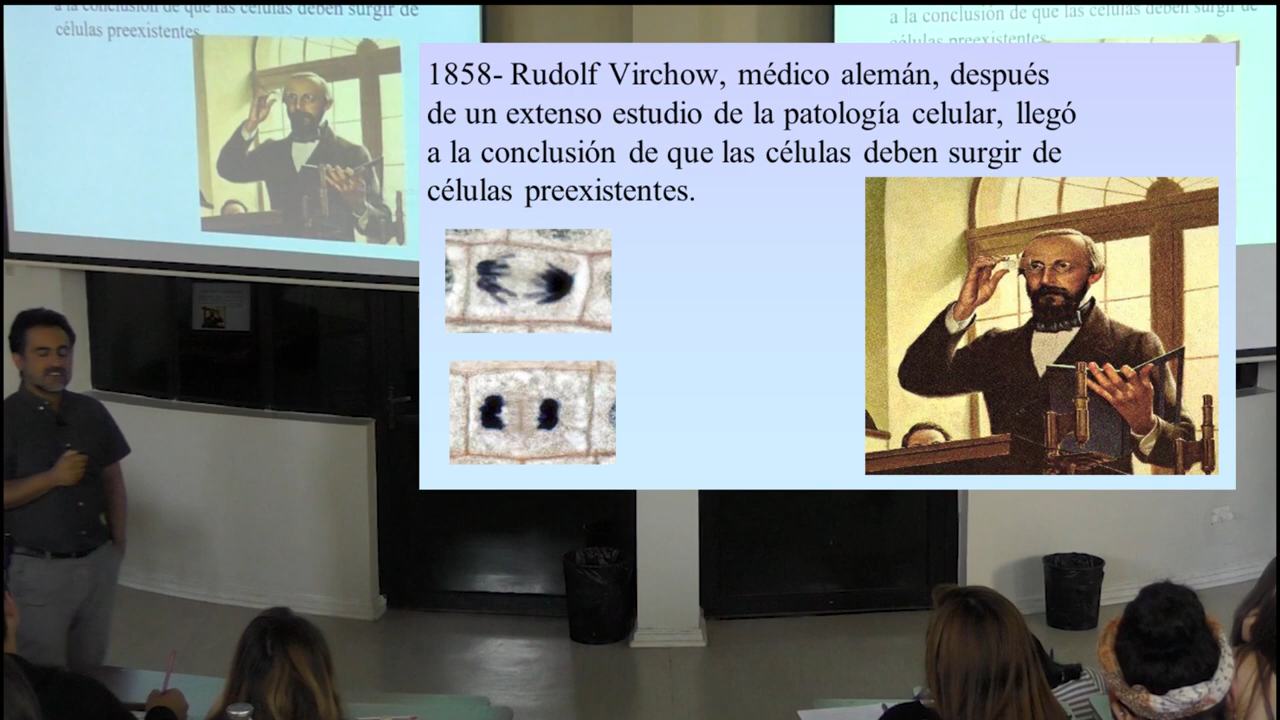 a la conclusión de que las células deben surgir de
células preexistentes.
a la conclusión de que las células deben surgir de
células preexistentes
1858- Rudolf Virchow, médico alemán, después
de un extenso estudio de la patología celular, llegó
a la conclusión de que las células deben surgir de
células preexistentes.